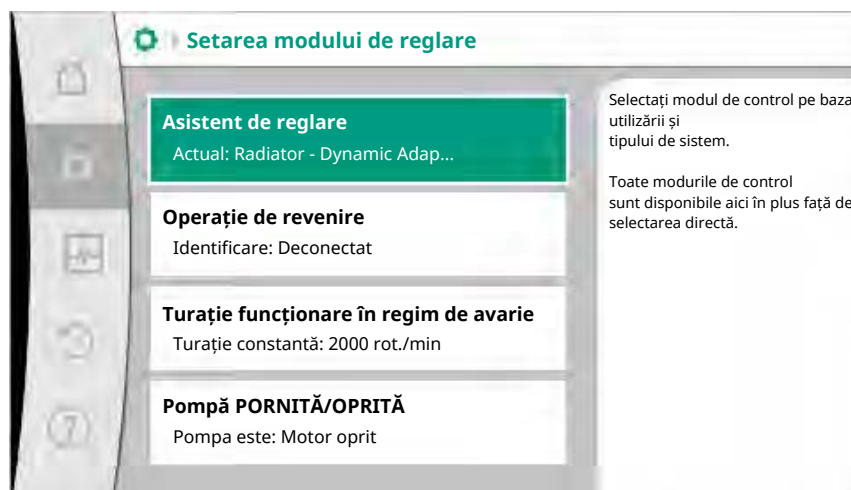 Setarea modului de reglare
Asistent de reglare
Actual: Radiator - Dynamic Adap...
Operație de revenire
Identificare: Deconectat
Turație funcționare în regim de avarie
Turație constantă: 2000 rot./min
Pompă PORNITĂ/OPRITĂ
Pompa este: Motor oprit
Selectați modul de control pe baza
utilizării și
tipului de sistem.
Toate modurile de control
sunt disponibile aici în plus față de
selectarea directă.